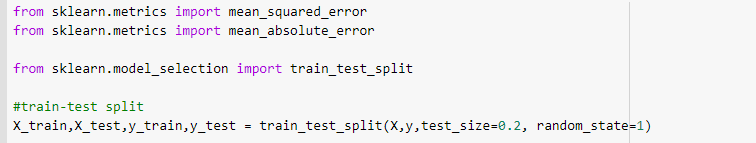 from sklearn.metrics import mean_squared_error
from sklearn.metrics import mean_absolute_error
from sklearn.model_selection import train_test_split
#train-test split
X_train,X_test,y_train,y_test = train_test_split(X,y,test_size=0.2, random_state=1)